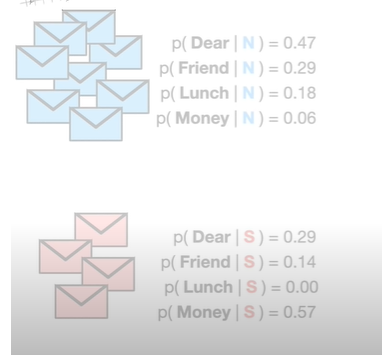 p( Dear | N ) = 0.47
p( Friend | N ) = 0.29
p( Lunch | N ) = 0.18
p( Money | N ) = 0.06
p( Dear | S ) = 0.29
p( Friend | S ) = 0.14
p( Lunch | S ) = 0.00
p( Money | S ) = 0.57